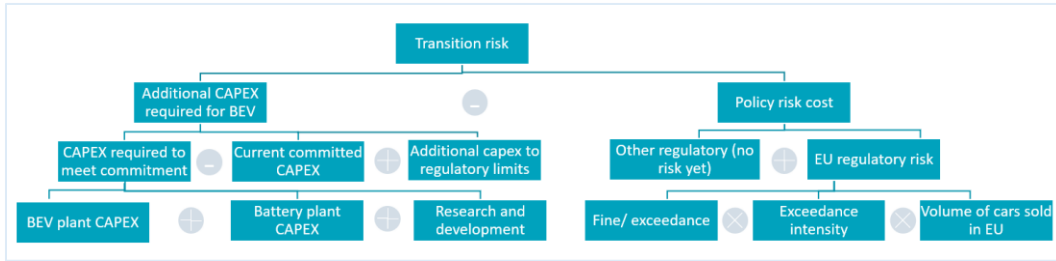 Transition risk
Additional CAPEX
required for BEV
−
Policy risk cost
CAPEX required to
meet commitment
−
Current committed
CAPEX
+
Additional capex to
regulatory limits
Other regulatory (no
risk yet)
+
EU regulatory risk
BEV plant CAPEX
+
Battery plant
CAPEX
+
Research and
development
Fine/ exceedance
×
Exceedance
intensity
×
Volume of cars sold
in EU